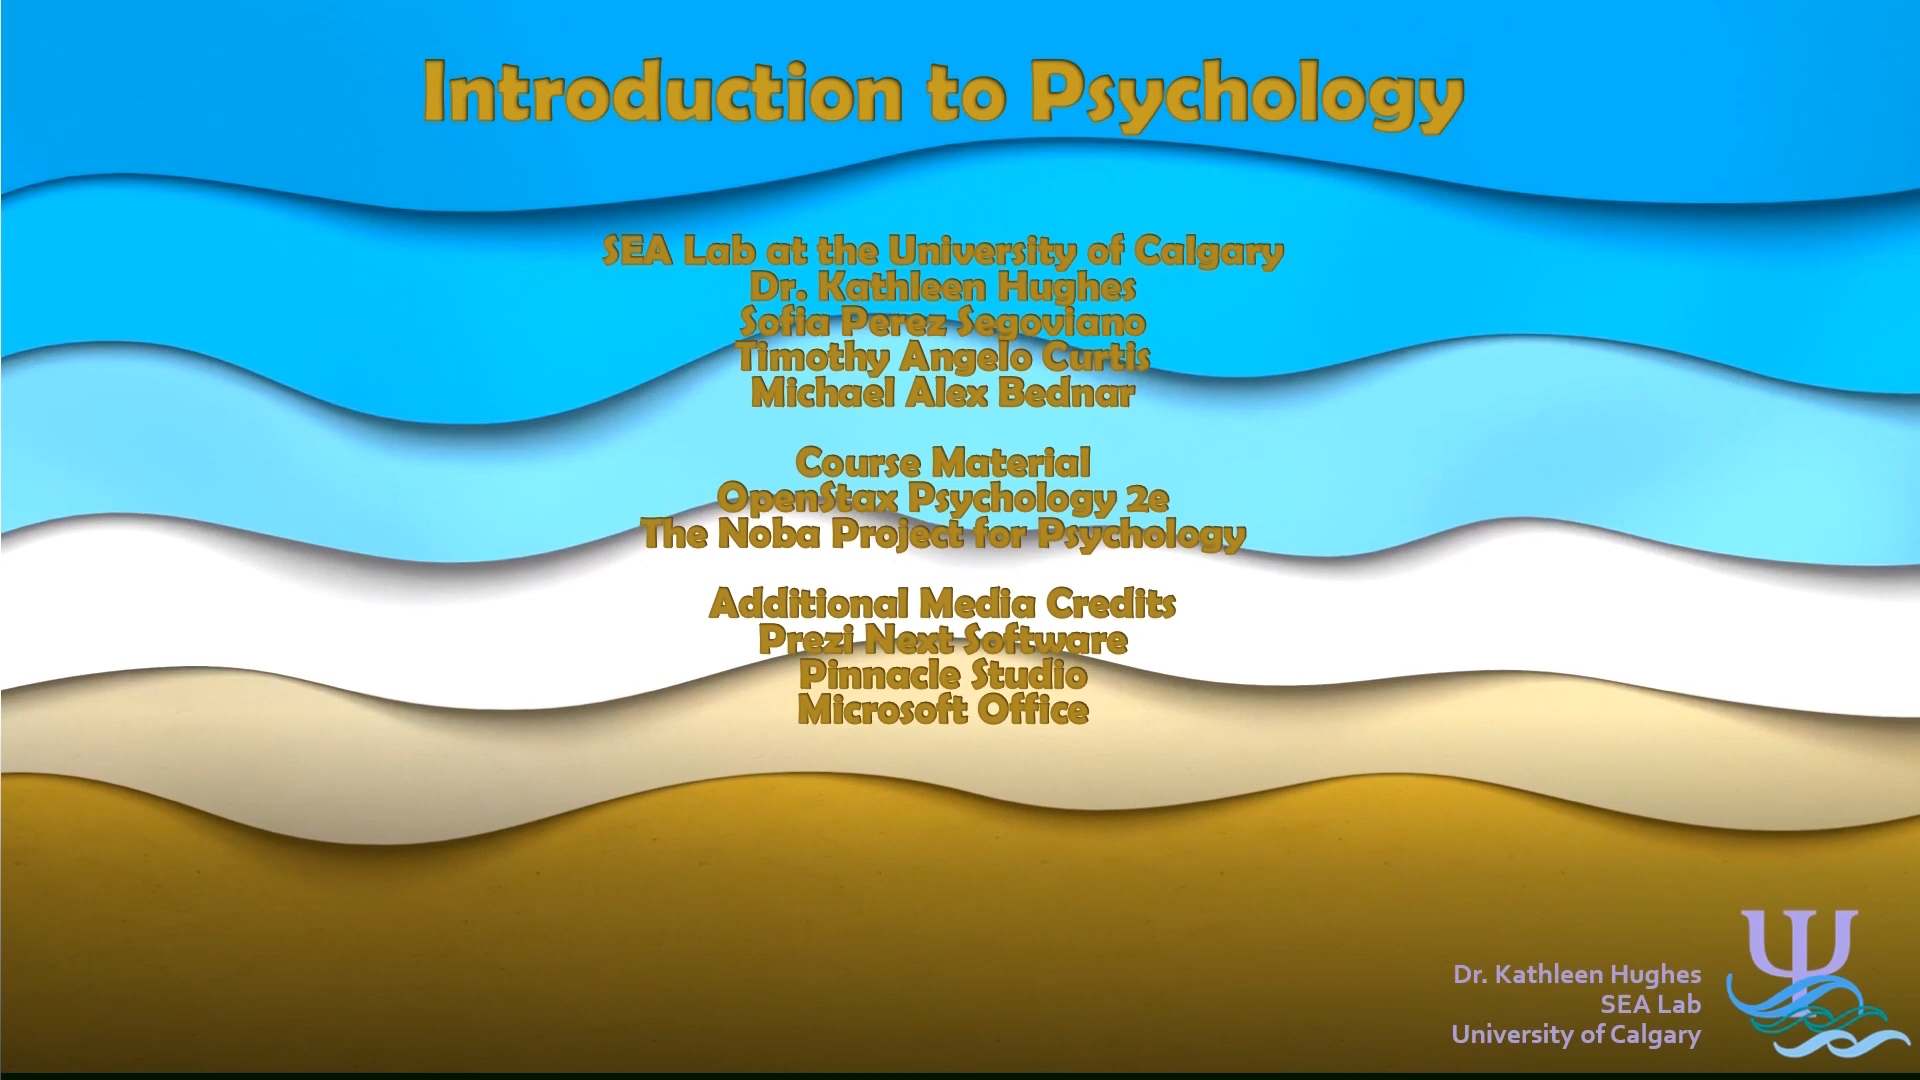 Introduction to Psychology
SEA Lab at the University of Calgary
Dr. Kathleen Hughes
Sofia Perez Segoviano
Timothy Angelo Curtis
Michael Alex Bednar
Course Material
OpenStax Psychology 2e
The Noba Project for Psychology
Additional Media Credits
Prezi Next Software
Pinnacle Studio
Microsoft Office
Dr. Kathleen Hughes
SEA Lab
University of Calgary